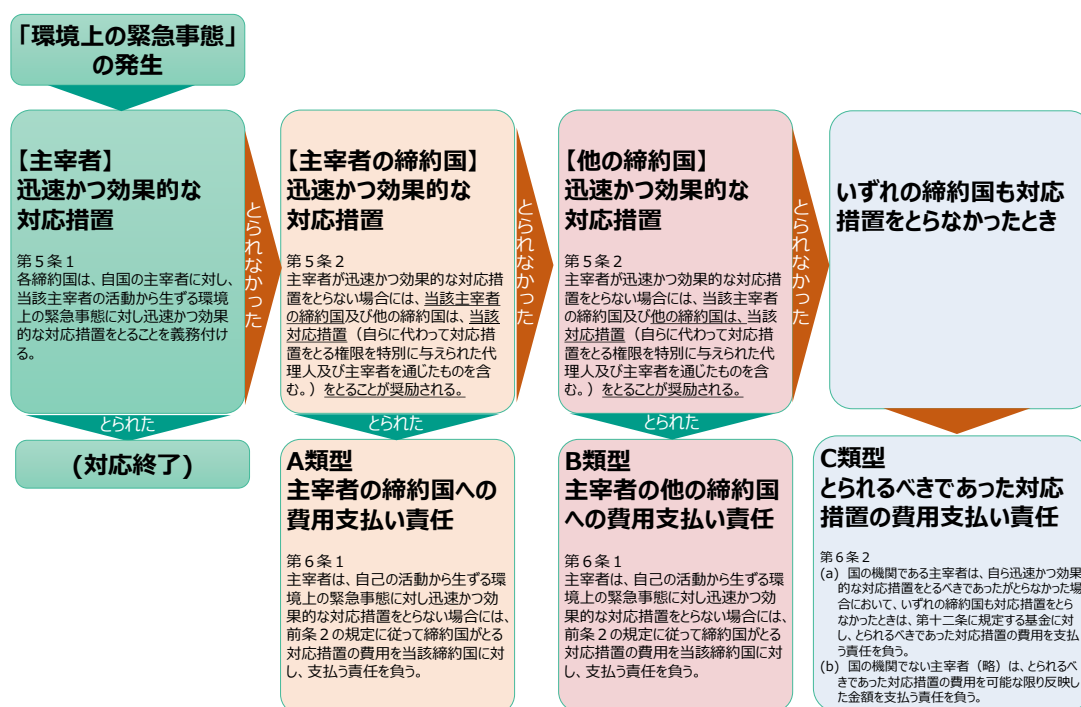 「環境上の緊急事態」
の発生
【主宰者】
迅速かつ効果的な
対応措置
第５条１
各締約国は、自国の主宰者に対し、
当該主宰者の活動から生ずる環境
上の緊急事態に対し迅速かつ効果
的な対応措置をとることを義務付け
る。
とられなかった
とられた
(対応終了)
【主宰者の締約国】
迅速かつ効果的な
対応措置
第５条２
主宰者が迅速かつ効果的な対応措
置をとらない場合には、当該主宰者
の締約国及び他の締約国は、当該
対応措置（自らに代わって対応措
置をとる権限を特別に与えられた代
理人及び主宰者を通じたものを含
む。）をとることが奨励される。
とられなかった
とられた
A類型
主宰者の締約国への
費用支払い責任
第６条１
主宰者は、自己の活動から生ずる環
境上の緊急事態に対し迅速かつ効
果的な対応措置をとらない場合には、
前条２の規定に従って締約国がとる
対応措置の費用を当該締約国に対
し、支払う責任を負う。
【他の締約国】
迅速かつ効果的な
対応措置
第５条２
主宰者が迅速かつ効果的な対応措
置をとらない場合には、当該主宰者
の締約国及び他の締約国は、当該
対応措置（自らに代わって対応措
置をとる権限を特別に与えられた代
理人及び主宰者を通じたものを含
む。）をとることが奨励される。
とられなかった
とられた
B類型
主宰者の他の締約国
への費用支払い責任
第６条１
主宰者は、自己の活動から生ずる環
境上の緊急事態に対し迅速かつ効
果的な対応措置をとらない場合には、
前条２の規定に従って締約国がとる
対応措置の費用を当該締約国に対
し、支払う責任を負う。
いずれの締約国も対応
措置をとらなかったとき
C類型
とられるべきであった対応
措置の費用支払い責任
第６条２
(a) 国の機関である主宰者は、自ら迅速かつ効果
的な対応措置をとるべきであったがとらなかった場
合において、いずれの締約国も対応措置をとら
なかったときは、第十二条に規定する基金に対
し、とられるべきであった対応措置の費用を支払
う責任を負う。
(b) 国の機関でない主宰者（略）は、とられるべ
きであった対応措置の費用を可能な限り反映し
た金額を支払う責任を負う。